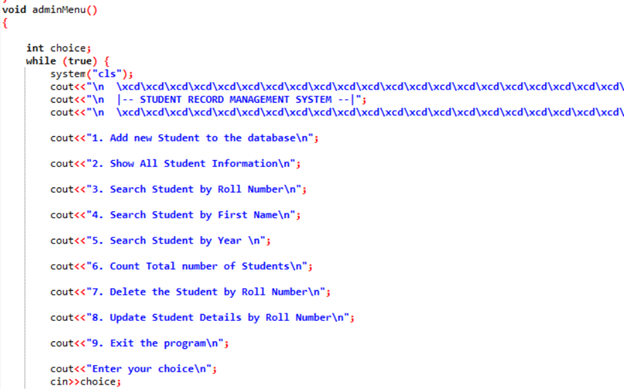 void adminMenu()
{
int choice;
while (true) {
system("cls");
cout<<"\n  \xcd\xcd\xcd\xcd\xcd\xcd\xcd\xcd\xcd\xcd\xcd\xcd\xcd\xcd\xcd\xcd\xcd\xcd\xcd\xcd\xcd\
cout<<"\n  |-- STUDENT RECORD MANAGEMENT SYSTEM --|";
cout<<"\n  \xcd\xcd\xcd\xcd\xcd\xcd\xcd\xcd\xcd\xcd\xcd\xcd\xcd\xcd\xcd\xcd\xcd\xcd\xcd\xcd\xcd\
cout<<"1. Add new Student to the database\n";
cout<<"2. Show All Student Information\n";
cout<<"3. Search Student by Roll Number\n";
cout<<"4. Search Student by First Name\n";
cout<<"5. Search Student by Year \n";
cout<<"6. Count Total number of Students\n";
cout<<"7. Delete the Student by Roll Number\n";
cout<<"8. Update Student Details by Roll Number\n";
cout<<"9. Exit the program\n";
cout<<"Enter your choice\n";
cin>>choice;